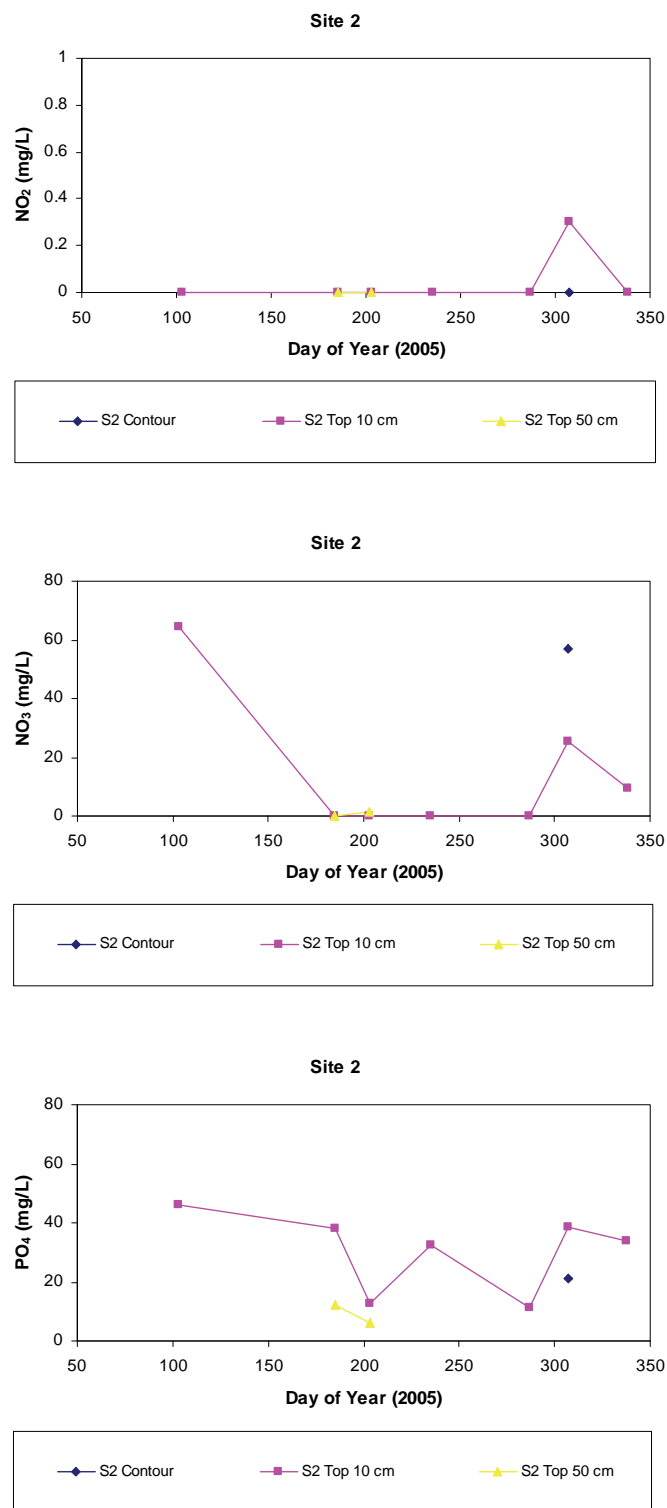 Site 2
1
0.8
0.6
0.4
0.2
0
NO₂ (mg/L)
50 100 150 200 250 300 350
Day of Year (2005)
S2 Contour S2 Top 10 cm S2 Top 50 cm
Site 2
80
60
40
20
0
NO₃ (mg/L)
50 100 150 200 250 300 350
Day of Year (2005)
S2 Contour S2 Top 10 cm S2 Top 50 cm
Site 2
80
60
40
20
0
PO₄ (mg/L)
50 100 150 200 250 300 350
Day of Year (2005)
S2 Contour S2 Top 10 cm S2 Top 50 cm